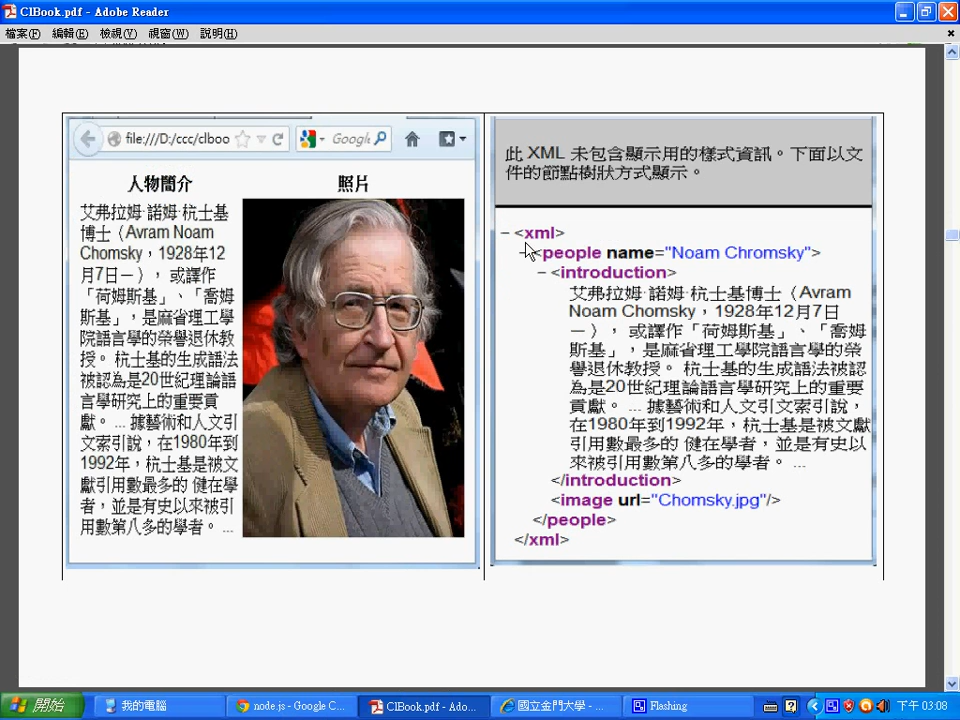 ClBook.pdf - Adobe Reader
檔案(F) 編輯(E) 檢視(V) 視窗(W) 說明(H)
file:///D:/ccc/clboo
Google
人物簡介
照片
艾弗拉姆·諾姆·杭士基
博士（Avram Noam
Chomsky，1928年12
月7日－），或譯作
「荷姆斯基」、「喬姆
斯基」，是麻省理工學
院語言學的榮譽退休教
授。 杭士基的生成語法
被認為是20世紀理論語
言學研究上的重要貢
獻。 ... 據藝術和人文引
文索引說，在1980年到
1992年，杭士基是被文
獻引用數最多的 健在學
者，並是有史以來被引
用數第八多的學者。 ...
此 XML 未包含顯示用的樣式資訊。下面以文
件的節點樹狀方式顯示。
− <xml>
− <people name="Noam Chromsky">
− <introduction>
艾弗拉姆·諾姆·杭士基博士（Avram
Noam Chomsky，1928年12月7日
－），或譯作「荷姆斯基」、「喬姆
斯基」，是麻省理工學院語言學的榮
譽退休教授。 杭士基的生成語法被認
為是20世紀理論語言學研究上的重要
貢獻。 ... 據藝術和人文引文索引說，
在1980年到1992年，杭士基是被文獻
引用數最多的 健在學者，並是有史以
來被引用數第八多的學者。 ...
</introduction>
<image url="Chomsky.jpg"/>
</people>
</xml>
開始 我的電腦 node.js - Google C... ClBook.pdf - Ado... 國立金門大學 - ... Flashing 下午 03:08